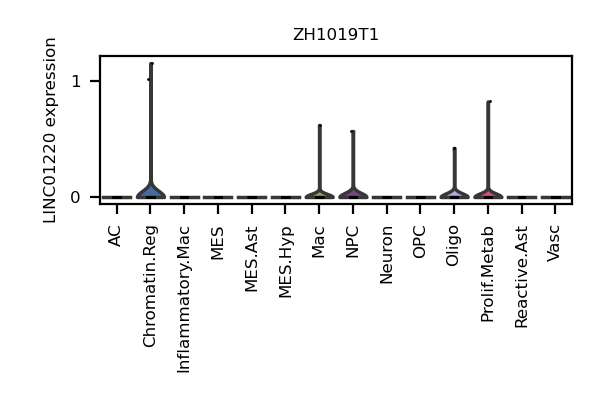 ZH1019T1
LINC01220 expression
1
0
AC
Chromatin.Reg
Inflammatory.Mac
MES
MES.Ast
MES.Hyp
Mac
NPC
Neuron
OPC
Oligo
Prolif.Metab
Reactive.Ast
Vasc